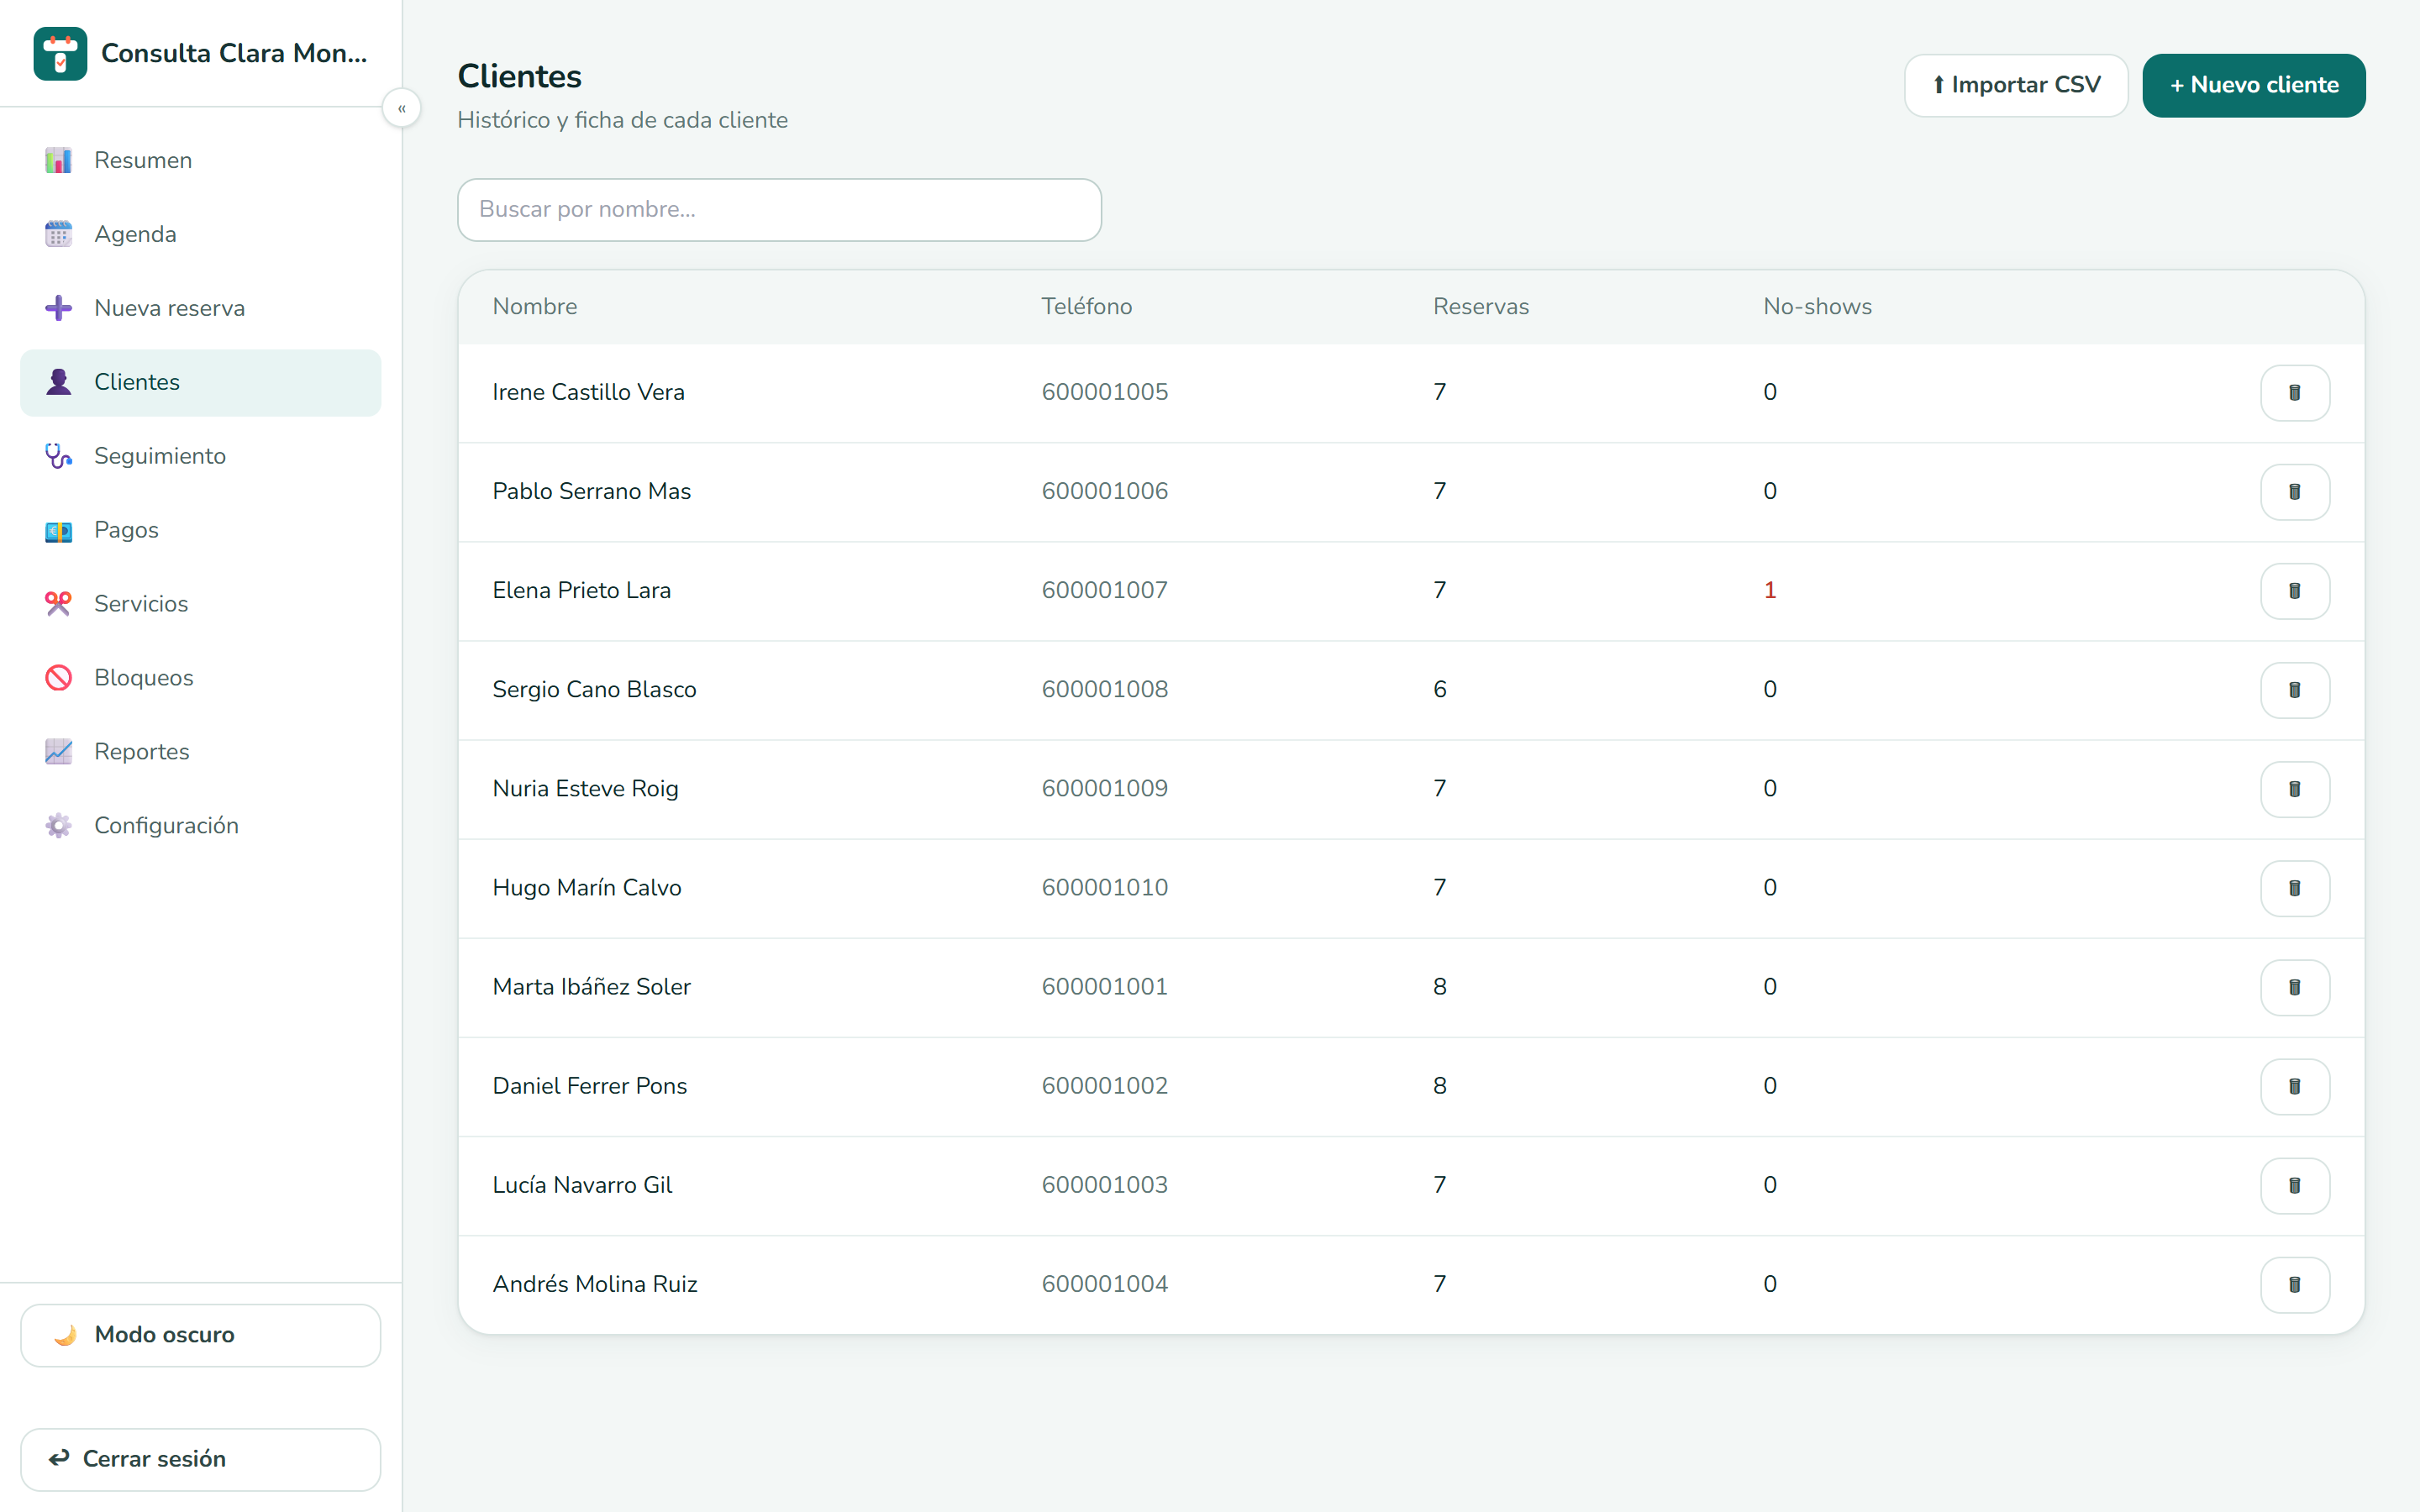 Consulta Clara Mon...
«
Resumen
Agenda
Nueva reserva
Clientes
Seguimiento
Pagos
Servicios
Bloqueos
Reportes
Configuración
Modo oscuro
Cerrar sesión
Clientes
Histórico y ficha de cada cliente
Importar CSV
+ Nuevo cliente
Buscar por nombre...
Nombre Teléfono Reservas No-shows
Irene Castillo Vera 600001005 7 0
Pablo Serrano Mas 600001006 7 0
Elena Prieto Lara 600001007 7 1
Sergio Cano Blasco 600001008 6 0
Nuria Esteve Roig 600001009 7 0
Hugo Marín Calvo 600001010 7 0
Marta Ibáñez Soler 600001001 8 0
Daniel Ferrer Pons 600001002 8 0
Lucía Navarro Gil 600001003 7 0
Andrés Molina Ruiz 600001004 7 0